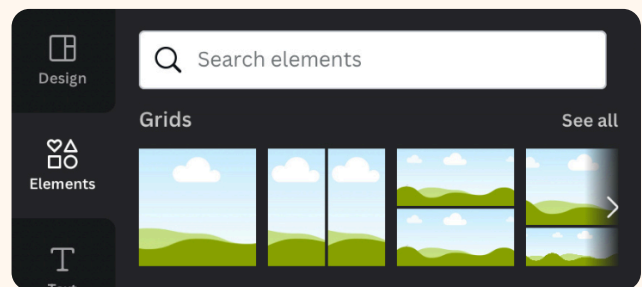 Design
Search elements
Grids
See all
Elements